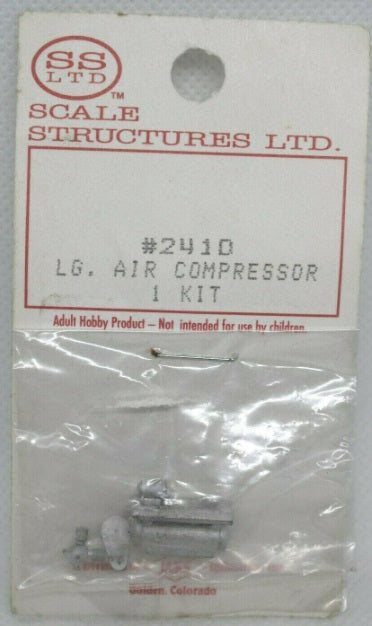 SS
LTD
TM
SCALE
STRUCTURES LTD.
#2410
LG. AIR COMPRESSOR
1 KIT
Adult Hobby Product – Not intended for use by children.
Golden, Colorado